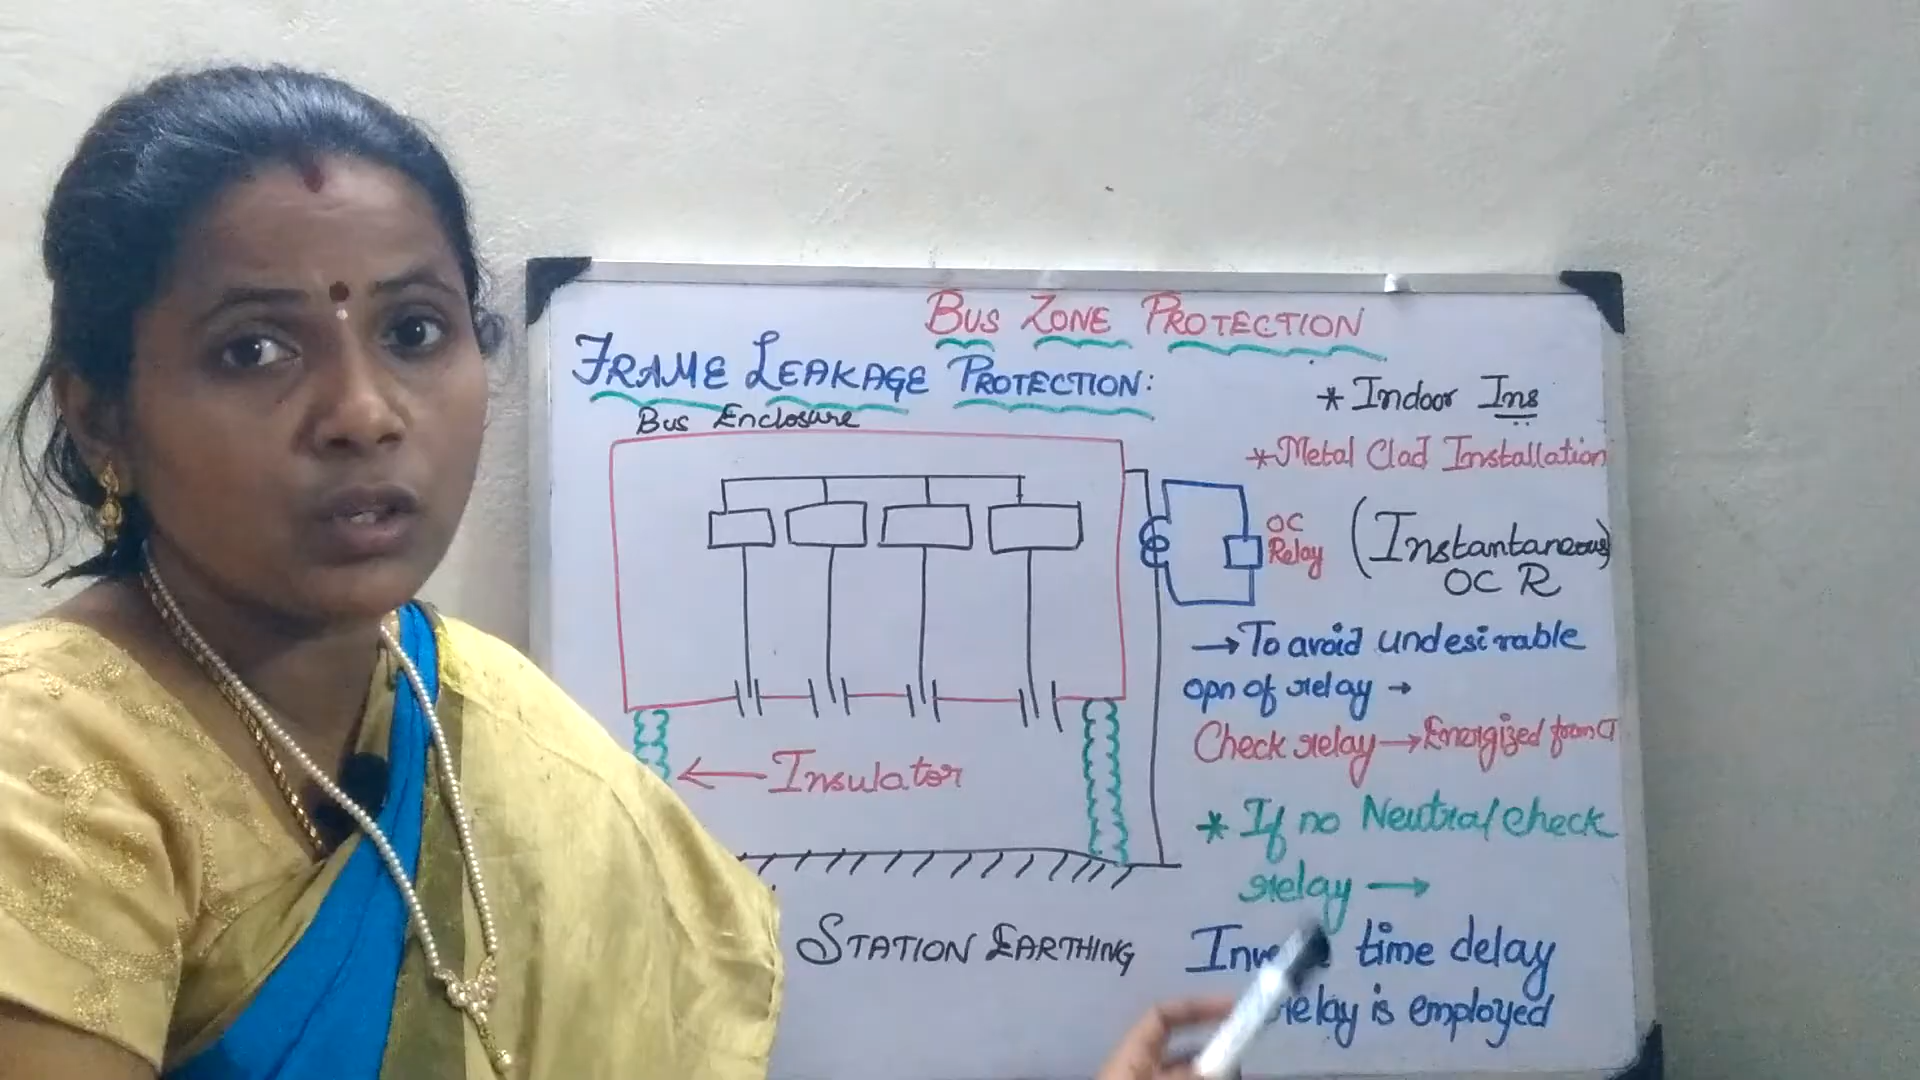 BUS ZONE PROTECTION
FRAME LEAKAGE PROTECTION:
Bus Enclosure
* Indoor Ins
* Metal Clad Installation
OC
Relay
(Instantaneous)
OC R
→ To avoid undesirable
opn of relay →
Check relay → Energized from CT
Insulator
* If no Neutral check
relay →
time delay
relay is employed
STATION EARTHING